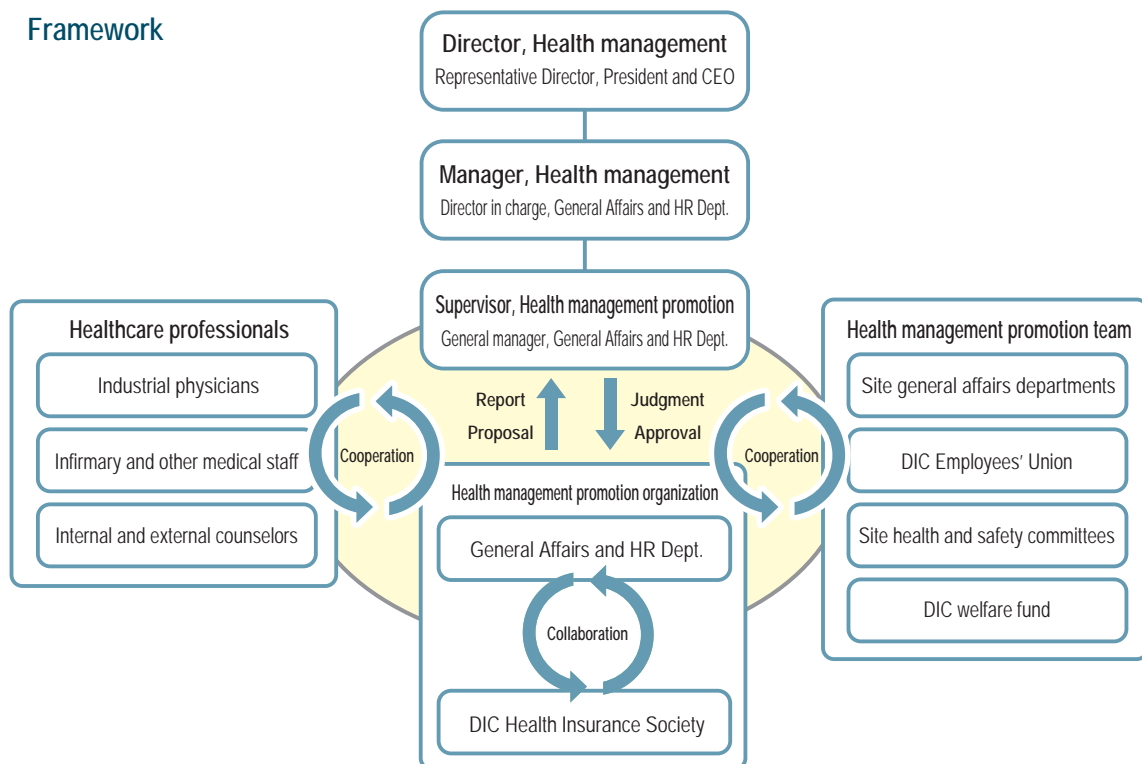 Framework
Director, Health management
Representative Director, President and CEO
Manager, Health management
Director in charge, General Affairs and HR Dept.
Supervisor, Health management promotion
General manager, General Affairs and HR Dept.
Healthcare professionals
Industrial physicians
Infirmary and other medical staff
Internal and external counselors
Cooperation
Report
Proposal
Judgment
Approval
Cooperation
Health management promotion organization
General Affairs and HR Dept.
Collaboration
DIC Health Insurance Society
Health management promotion team
Site general affairs departments
DIC Employees’ Union
Site health and safety committees
DIC welfare fund